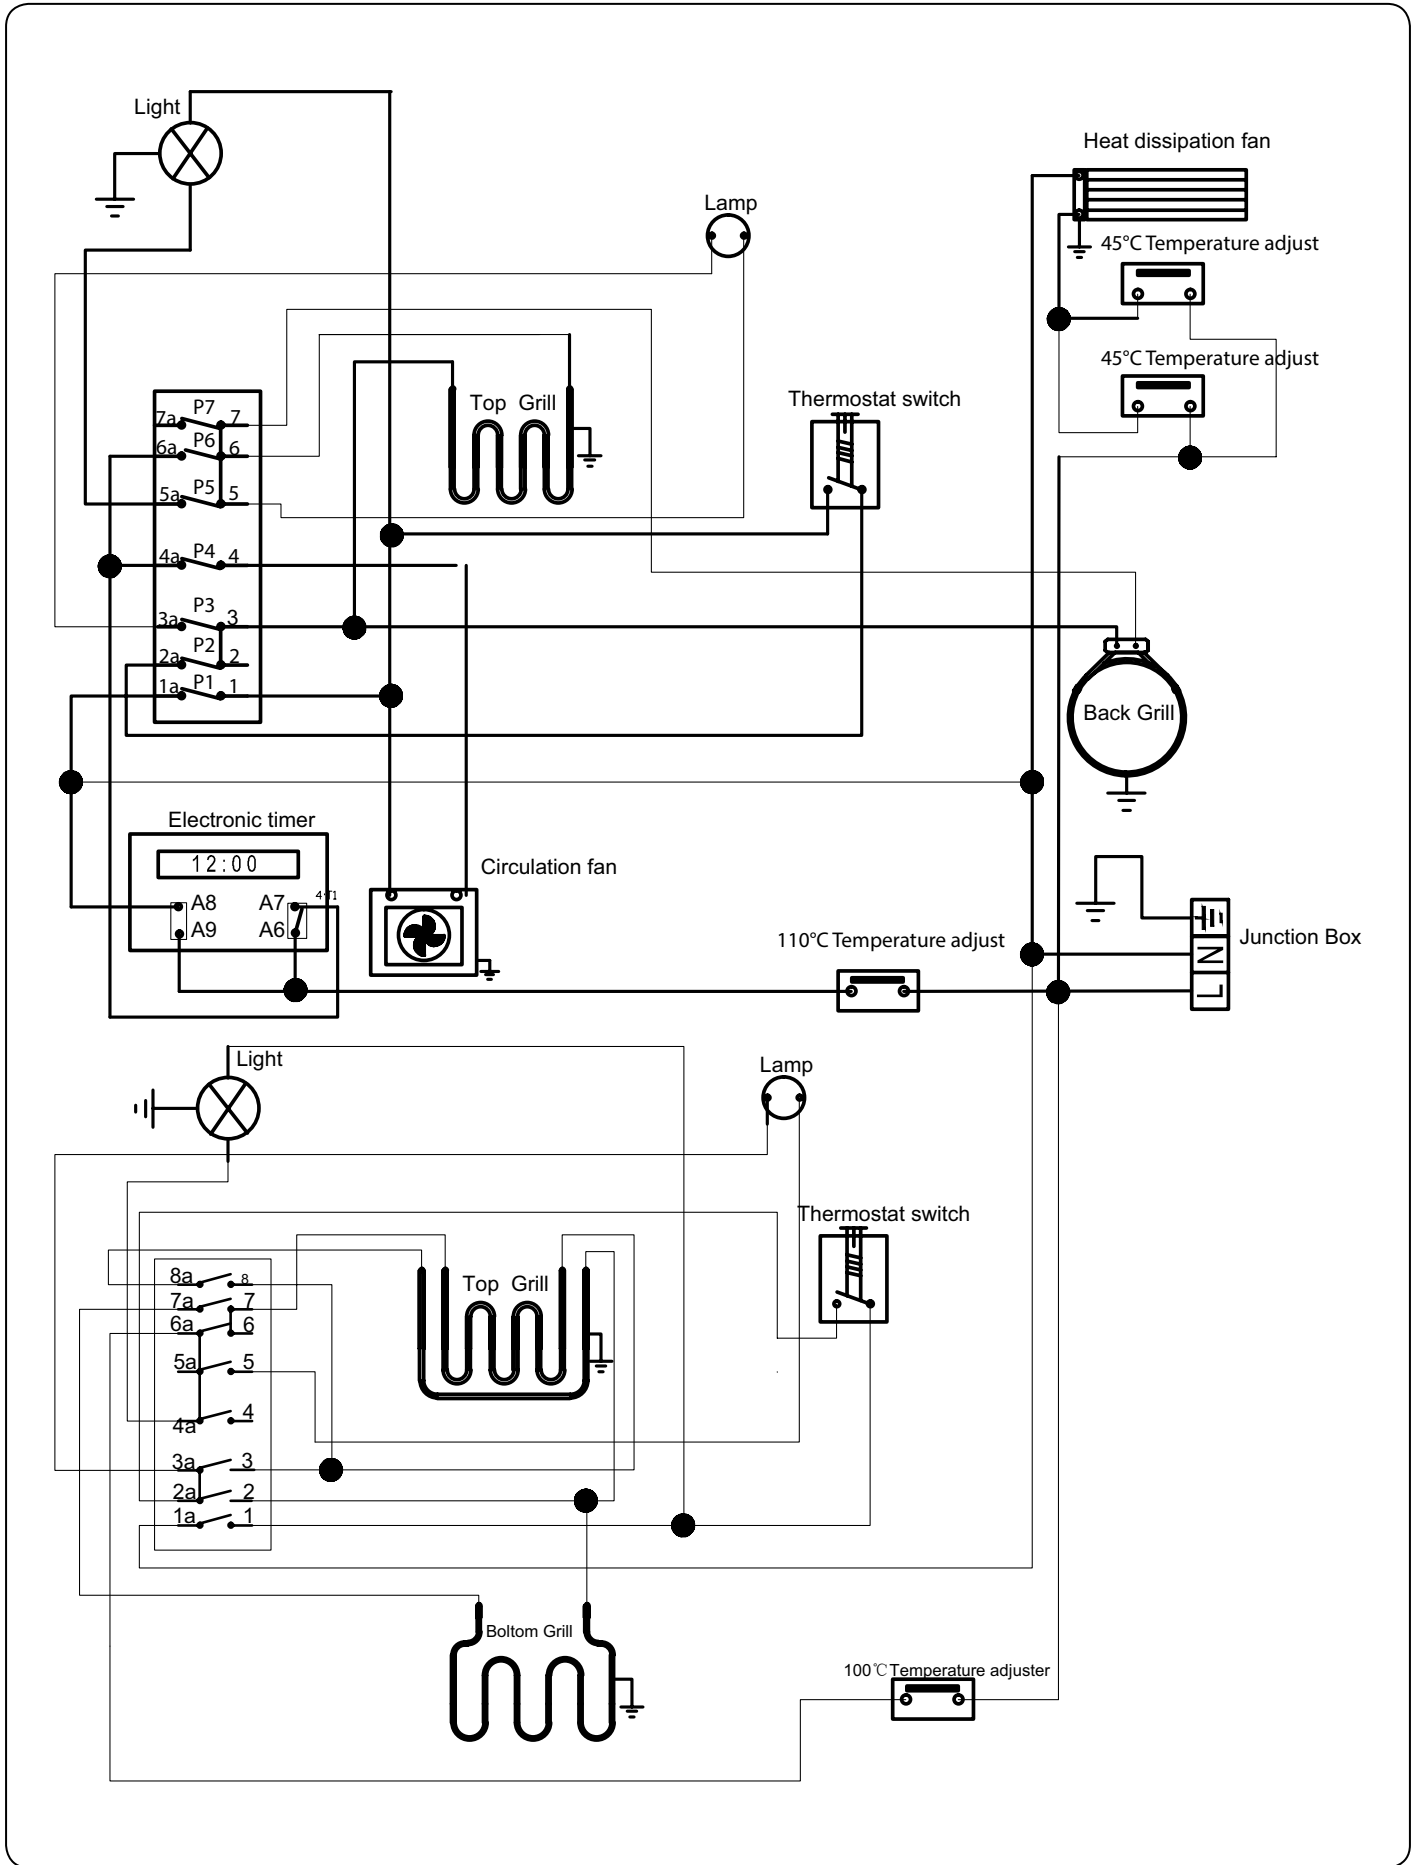 Light
Heat dissipation fan
Lamp
45°C Temperature adjust
45°C Temperature adjust
Thermostat switch
Top Grill
7a P7 7
6a P6 6
5a P5 5
4a P4 4
3a P3 3
2a P2 2
1a P1 1
Back Grill
Electronic timer
12:00
A8 A7
A9 A6
Circulation fan
110°C Temperature adjust
Junction Box
N
L
Light
Lamp
Thermostat switch
Top Grill
8a 8
7a 7
6a 6
5a 5
4a 4
3a 3
2a 2
1a 1
Boltom Grill
100℃Temperature adjuster